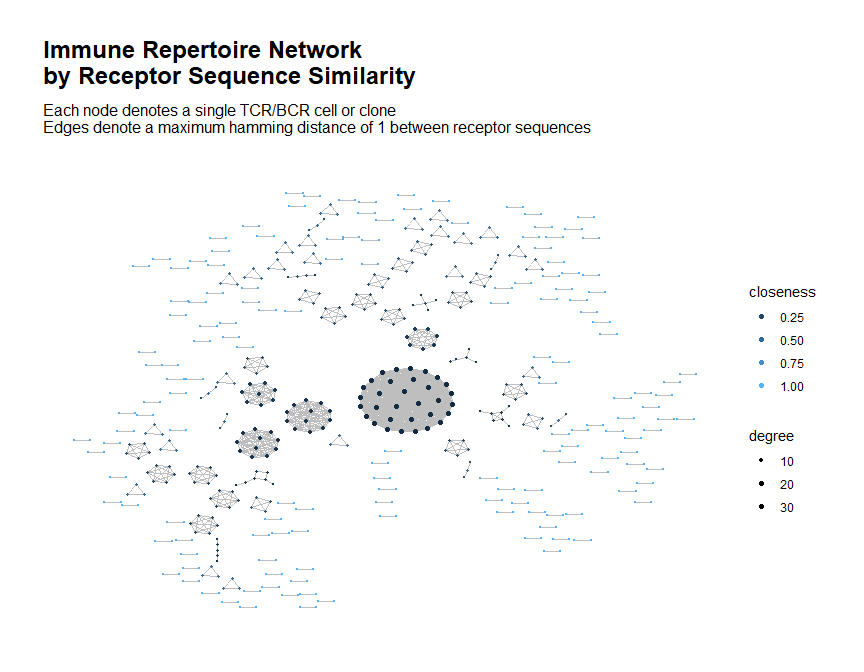 Immune Repertoire Network
by Receptor Sequence Similarity
Each node denotes a single TCR/BCR cell or clone
Edges denote a maximum hamming distance of 1 between receptor sequences
closeness
0.25
0.50
0.75
1.00
degree
10
20
30